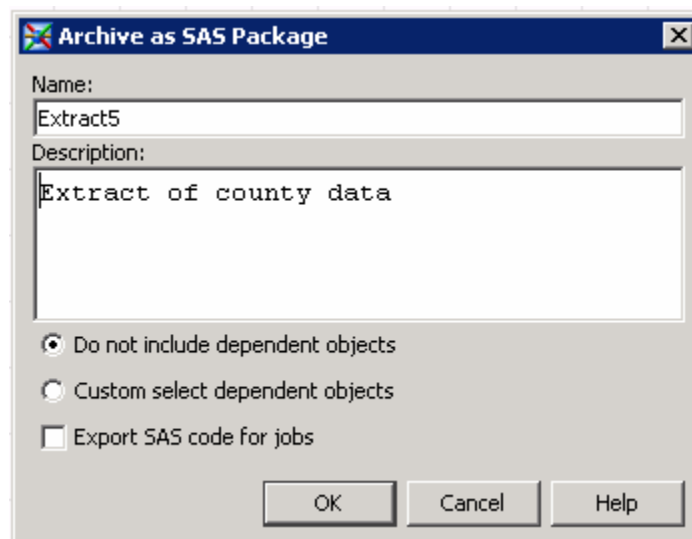 Archive as SAS Package
Name:
Extract5
Description:
Extract of county data
Do not include dependent objects
Custom select dependent objects
Export SAS code for jobs
OK Cancel Help